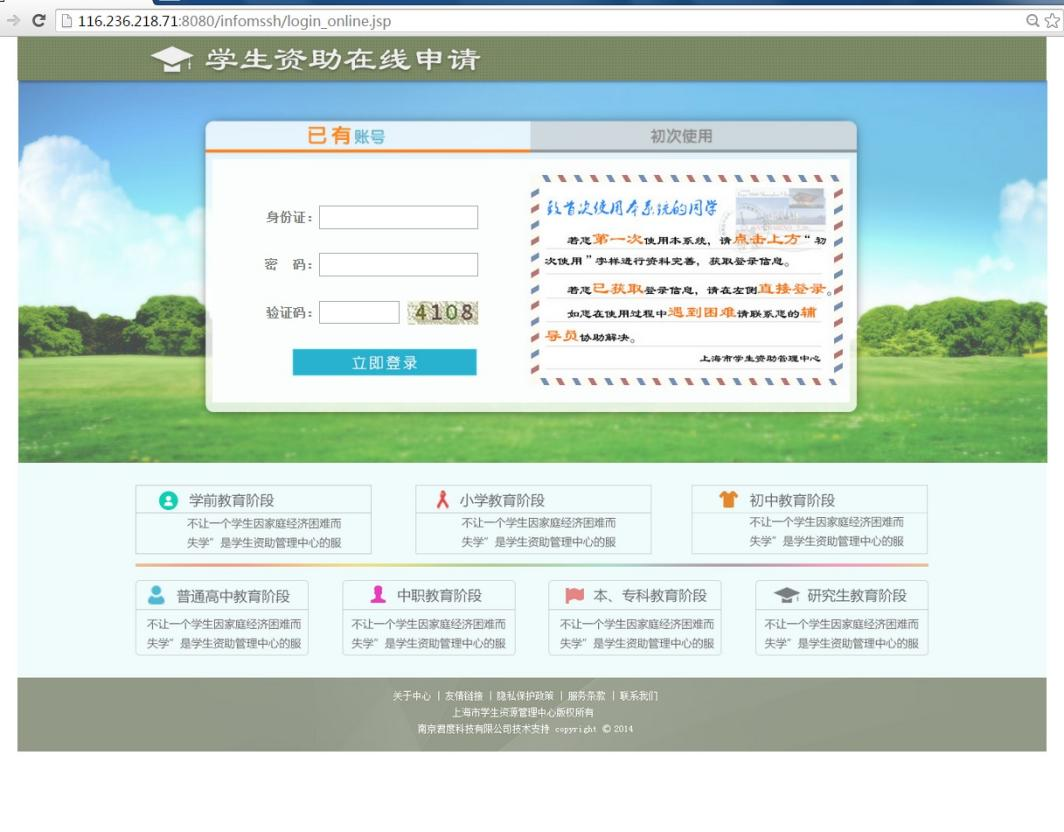 116.236.218.71:8080/infomssh/login_online.jsp
学生资助在线申请
已有账号
初次使用
身份证：
密 码：
验证码：
4108
立即登录
致首次使用本系统的同学
若您第一次使用本系统，请点击上方“初
次使用”字样进行资料完善，获取登录信息。
若您已获取登录信息，请在左侧直接登录。
如您在使用过程中遇到困难请联系您的辅
导员协助解决。
上海市学生资助管理中心
学前教育阶段
不让一个学生因家庭经济困难而
失学”是学生资助管理中心的服
小学教育阶段
不让一个学生因家庭经济困难而
失学”是学生资助管理中心的服
初中教育阶段
不让一个学生因家庭经济困难而
失学”是学生资助管理中心的服
普通高中教育阶段
不让一个学生因家庭经济困难而
失学”是学生资助管理中心的服
中职教育阶段
不让一个学生因家庭经济困难而
失学”是学生资助管理中心的服
本、专科教育阶段
不让一个学生因家庭经济困难而
失学”是学生资助管理中心的服
研究生教育阶段
不让一个学生因家庭经济困难而
失学”是学生资助管理中心的服
关于中心 | 友情链接 | 隐私保护政策 | 服务条款 | 联系我们
上海市学生资源管理中心版权所有
南京君度科技有限公司技术支持 copyright © 2014